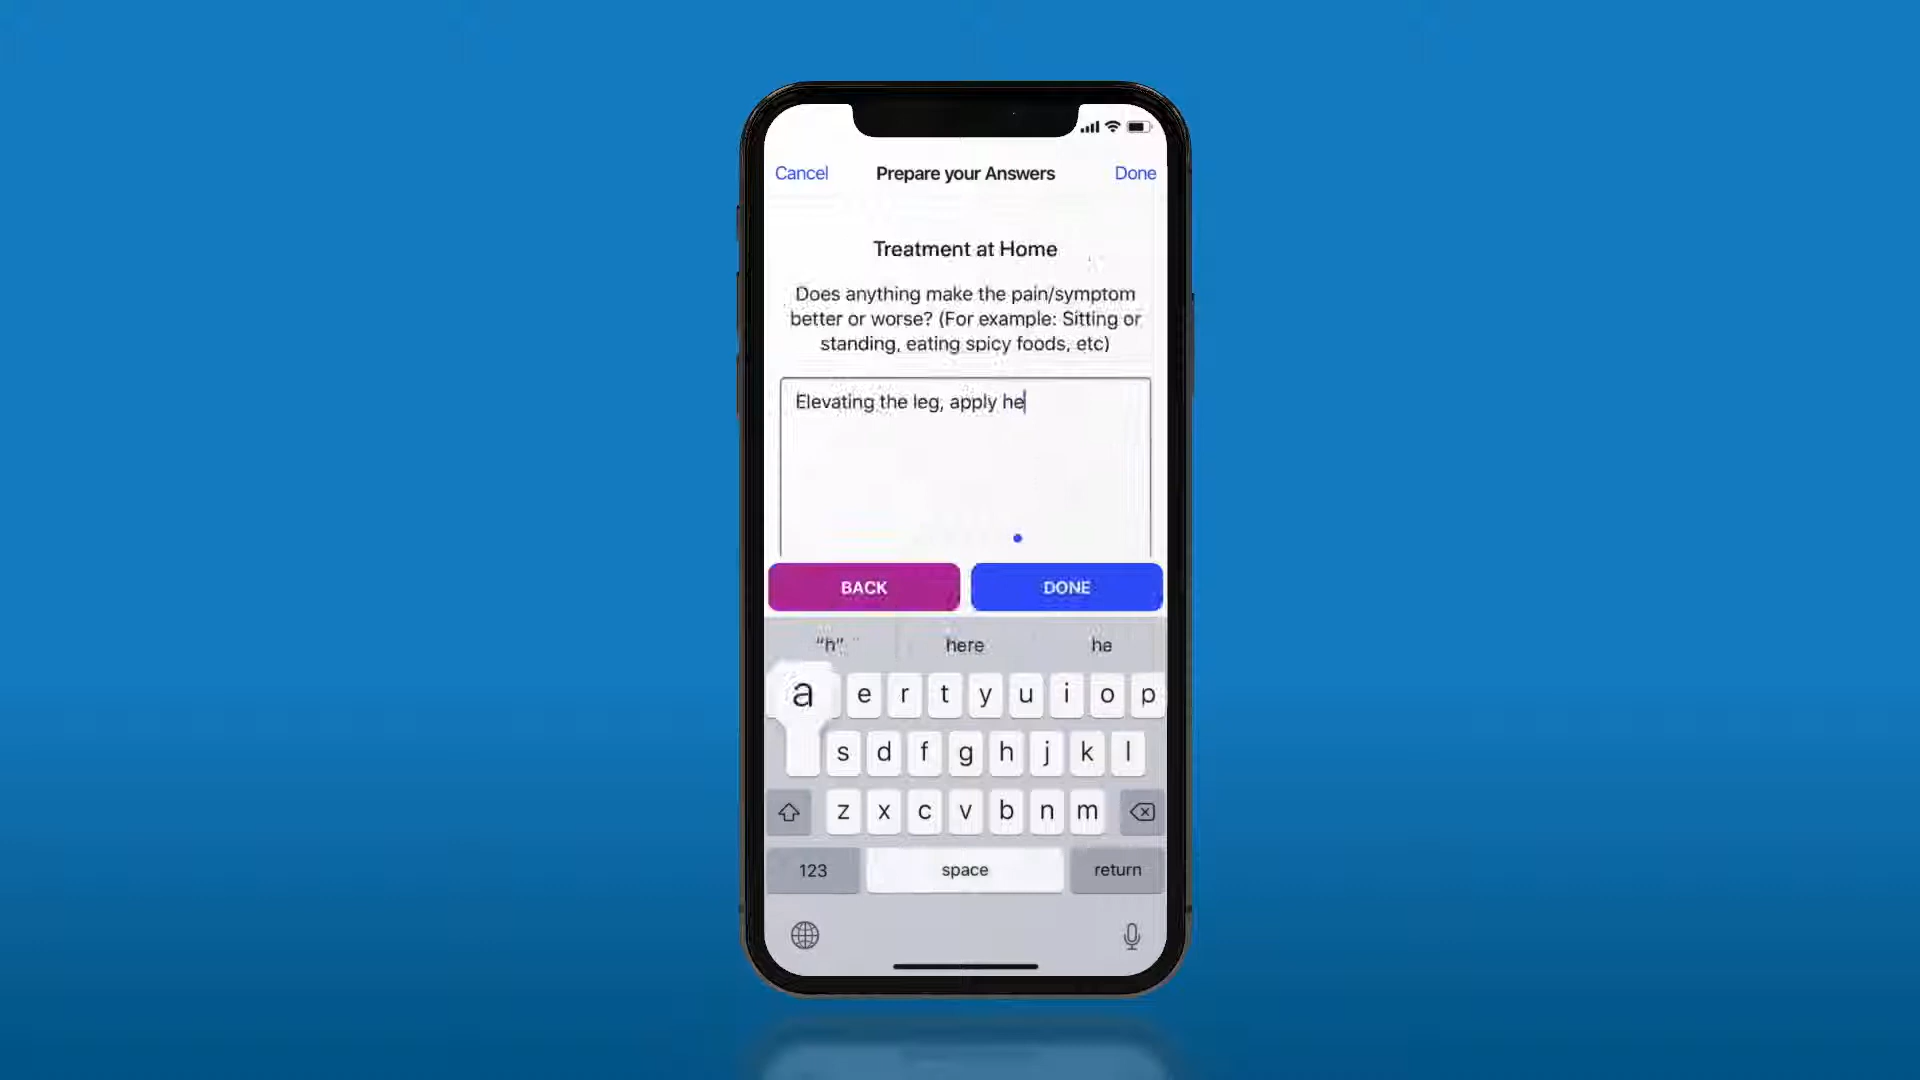 Cancel Prepare your Answers Done
Treatment at Home
Does anything make the pain/symptom
better or worse? (For example: Sitting or
standing, eating spicy foods, etc)
Elevating the leg, apply he
BACK DONE
“h” here he
a e r t y u i o p
s d f g h j k l
z x c v b n m
123 space return